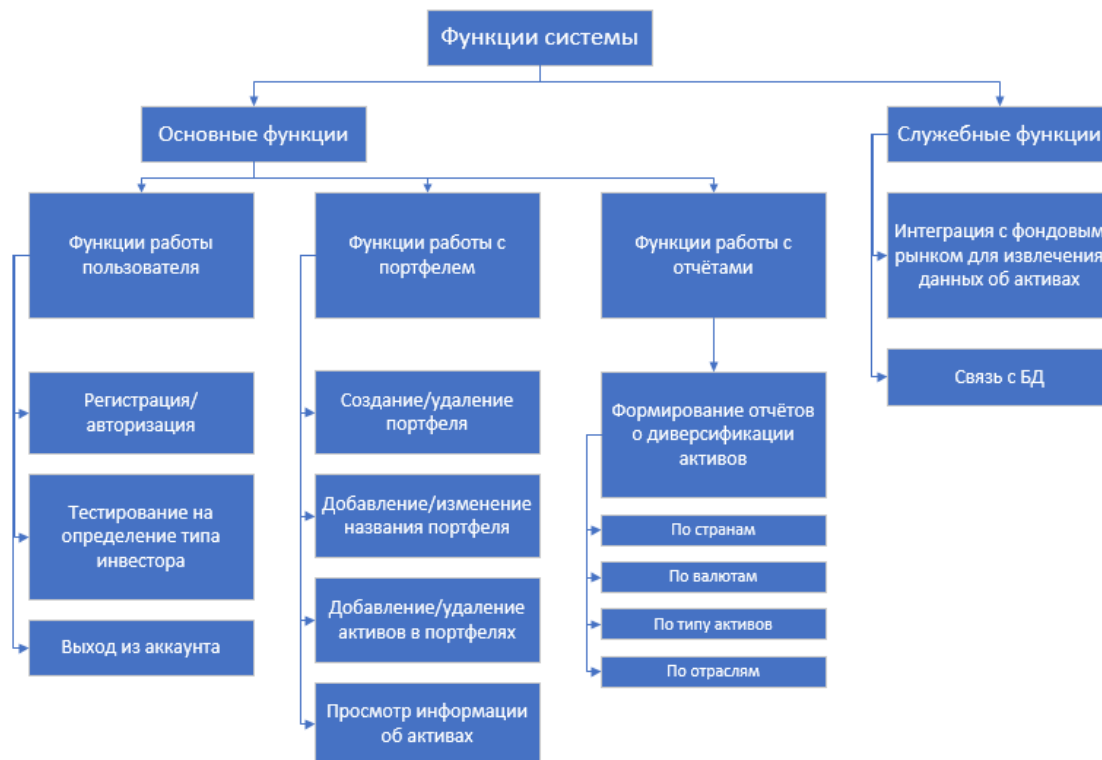 Функции системы
Основные функции
Служебные функции
Функции работы
пользователя
Функции работы с
портфелем
Функции работы с
отчётами
Интеграция с фондовым
рынком для извлечения
данных об активах
Регистрация/
авторизация
Создание/удаление
портфеля
Формирование отчётов
о диверсификации
активов
Связь с БД
Тестирование на
определение типа
инвестора
Добавление/изменение
названия портфеля
По странам
По валютам
Добавление/удаление
активов в портфелях
По типу активов
Выход из аккаунта
По отраслям
Просмотр информации
об активах